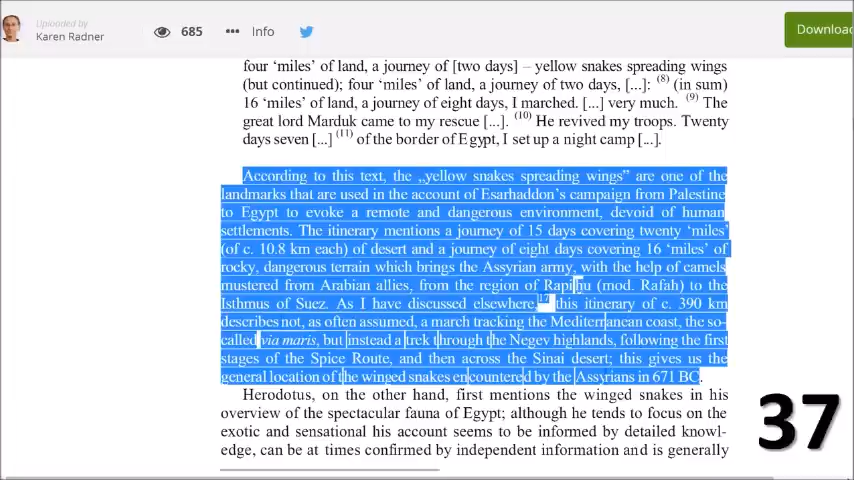 Uploaded by
Karen Radner
685
Info
Download
four ‘miles’ of land, a journey of [two days] – yellow snakes spreading wings
(but continued); four ‘miles’ of land, a journey of two days, [...]: (8) (in sum)
16 ‘miles’ of land, a journey of eight days, I marched. [...] very much. (9) The
great lord Marduk came to my rescue [...]. (10) He revived my troops. Twenty
days seven [...] (11) of the border of Egypt, I set up a night camp [...].
According to this text, the „yellow snakes spreading wings” are one of the
landmarks that are used in the account of Esarhaddon’s campaign from Palestine
to Egypt to evoke a remote and dangerous environment, devoid of human
settlements. The itinerary mentions a journey of 15 days covering twenty ‘miles’
(of c. 10.8 km each) of desert and a journey of eight days covering 16 ‘miles’ of
rocky, dangerous terrain which brings the Assyrian army, with the help of camels
mustered from Arabian allies, from the region of Rapihu (mod. Rafah) to the
Isthmus of Suez. As I have discussed elsewhere,17 this itinerary of c. 390 km
describes not, as often assumed, a march tracking the Mediterranean coast, the so-
called via maris, but instead a trek through the Negev highlands, following the first
stages of the Spice Route, and then across the Sinai desert; this gives us the
general location of the winged snakes encountered by the Assyrians in 671 BC.
Herodotus, on the other hand, first mentions the winged snakes in his
overview of the spectacular fauna of Egypt; although he tends to focus on the
exotic and sensational his account seems to be informed by detailed knowl-
edge, can be at times confirmed by independent information and is generally
37